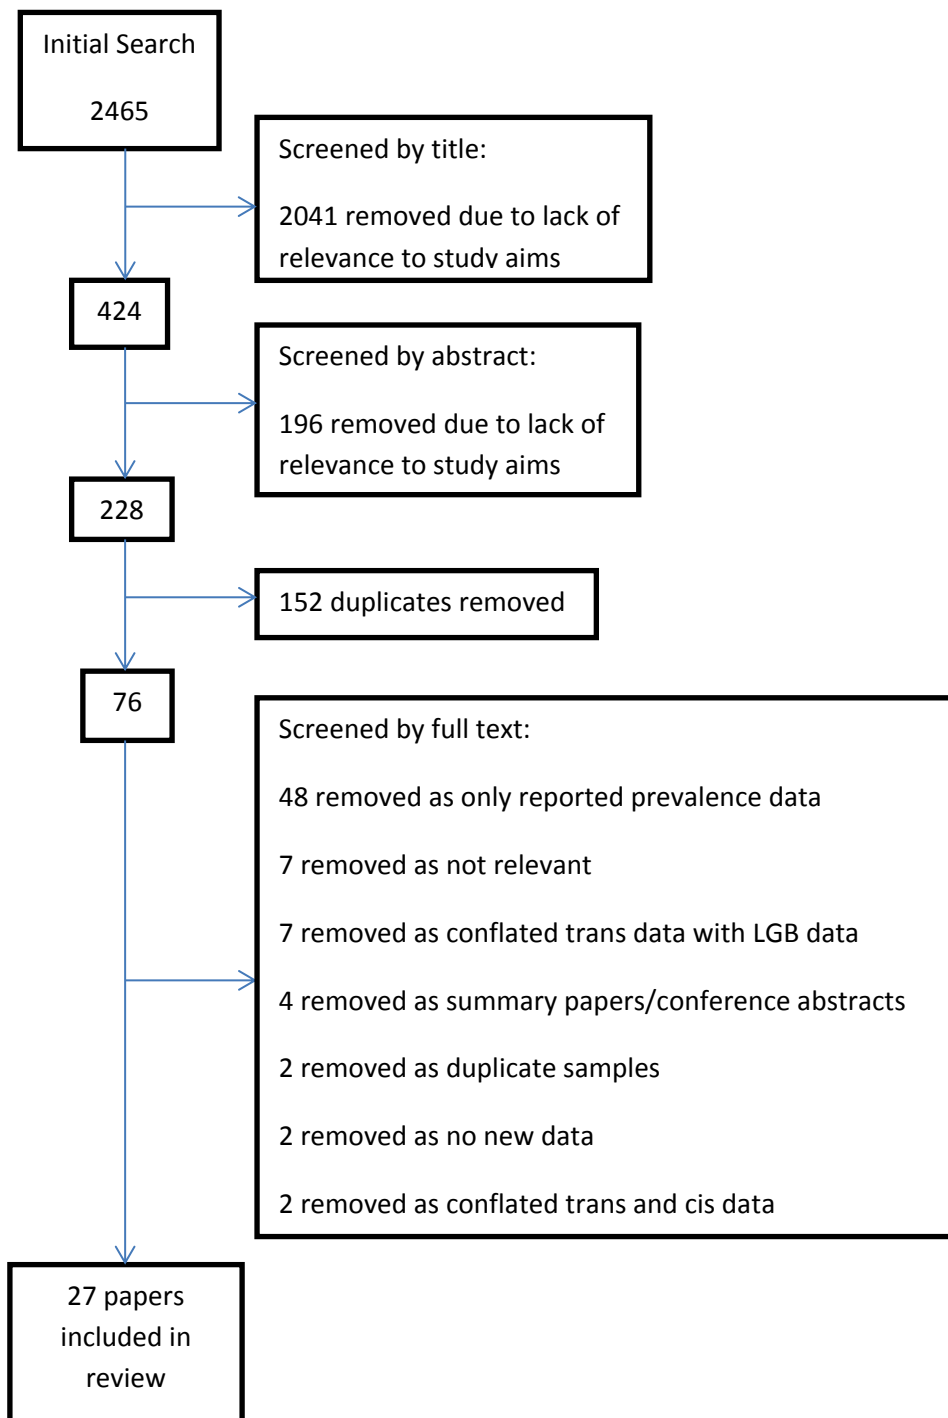 Initial Search
2465
Screened by title:
2041 removed due to lack of
relevance to study aims
424
Screened by abstract:
196 removed due to lack of
relevance to study aims
228
152 duplicates removed
76
Screened by full text:
48 removed as only reported prevalence data
7 removed as not relevant
7 removed as conflated trans data with LGB data
4 removed as summary papers/conference abstracts
2 removed as duplicate samples
2 removed as no new data
2 removed as conflated trans and cis data
27 papers
included in
review